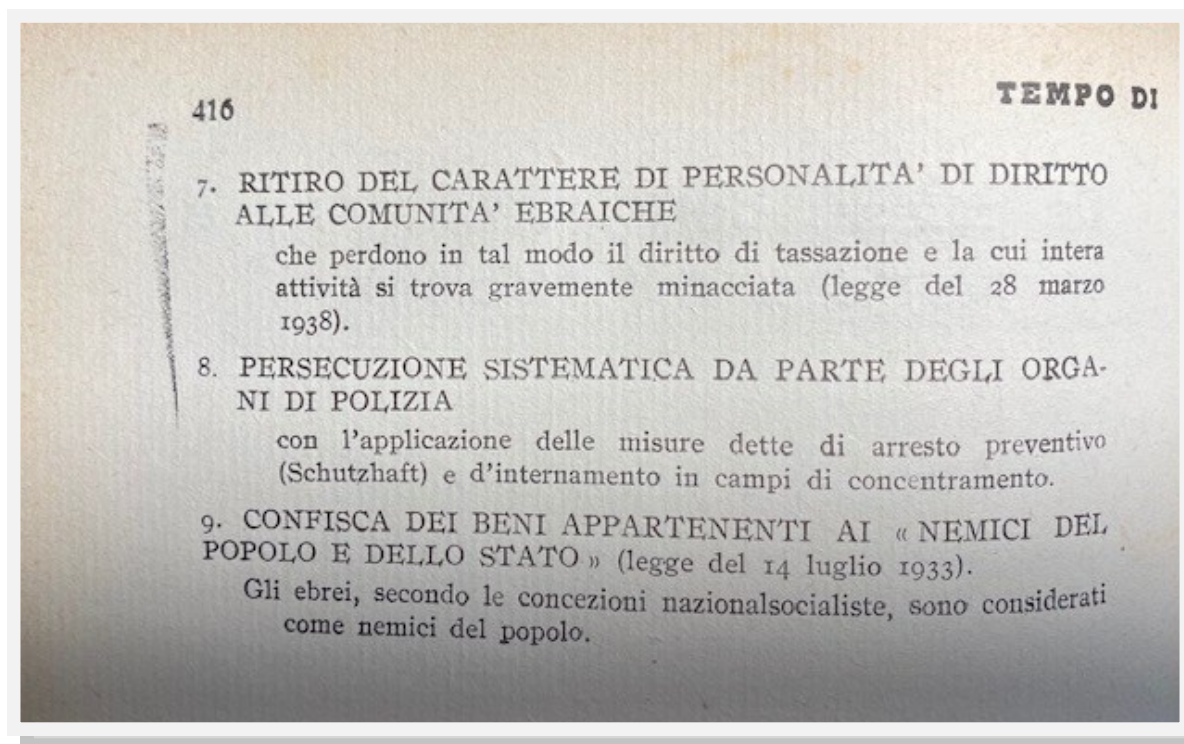 416
TEMPO DI
7. RITIRO DEL CARATTERE DI PERSONALITA' DI DIRITTO
ALLE COMUNITA' EBRAICHE
che perdono in tal modo il diritto di tassazione e la cui intera
attività si trova gravemente minacciata (legge del 28 marzo
1938).
8. PERSECUZIONE SISTEMATICA DA PARTE DEGLI ORGA-
NI DI POLIZIA
con l'applicazione delle misure dette di arresto preventivo
(Schutzhaft) e d'internamento in campi di concentramento.
9. CONFISCA DEI BENI APPARTENENTI AI « NEMICI DEL
POPOLO E DELLO STATO » (legge del 14 luglio 1933).
Gli ebrei, secondo le concezioni nazionalsocialiste, sono considerati
come nemici del popolo.